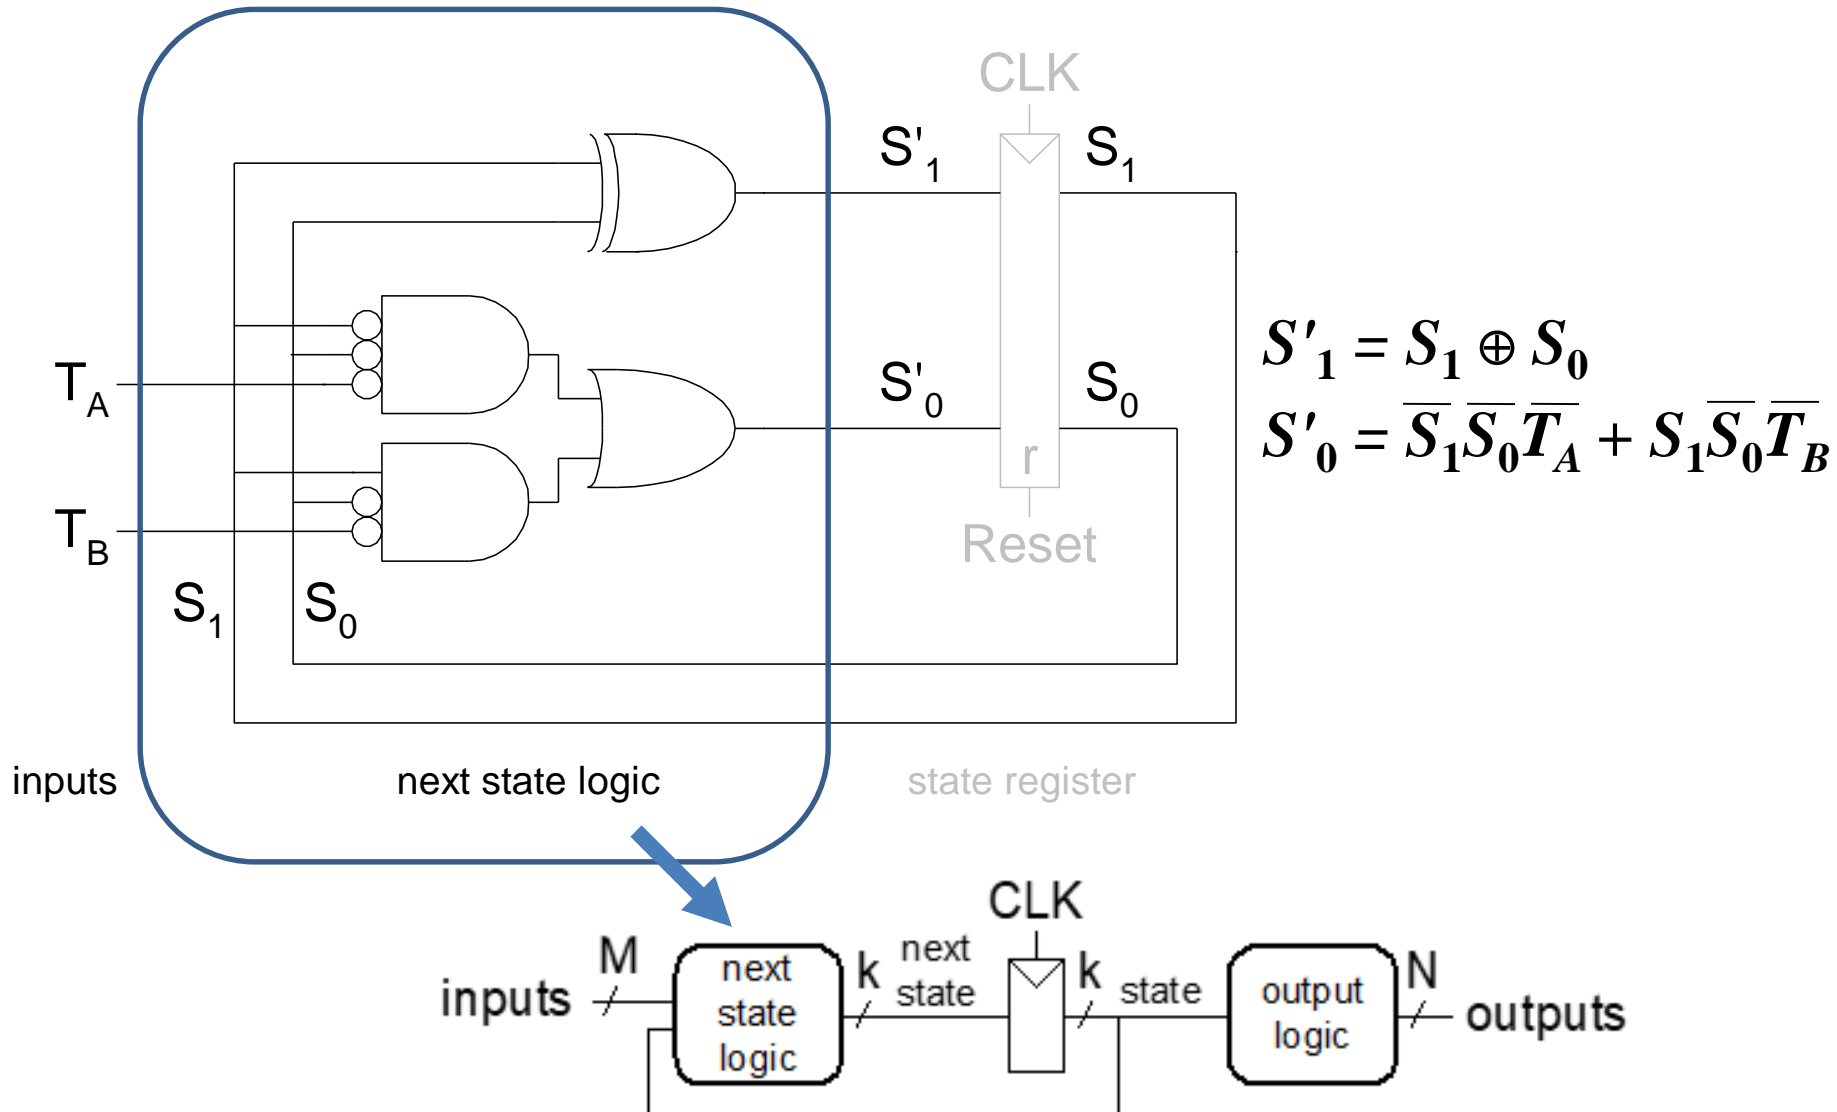 CLK
S'1 S1
TA
S'0 S0
r
TB
Reset
S1 S0
S'1 = S1 ⊕ S0
S'0 = S̅1S̅0T̅A + S1S̅0T̅B
inputs next state logic state register
CLK
M next k next state k state output logic N
inputs state logic outputs